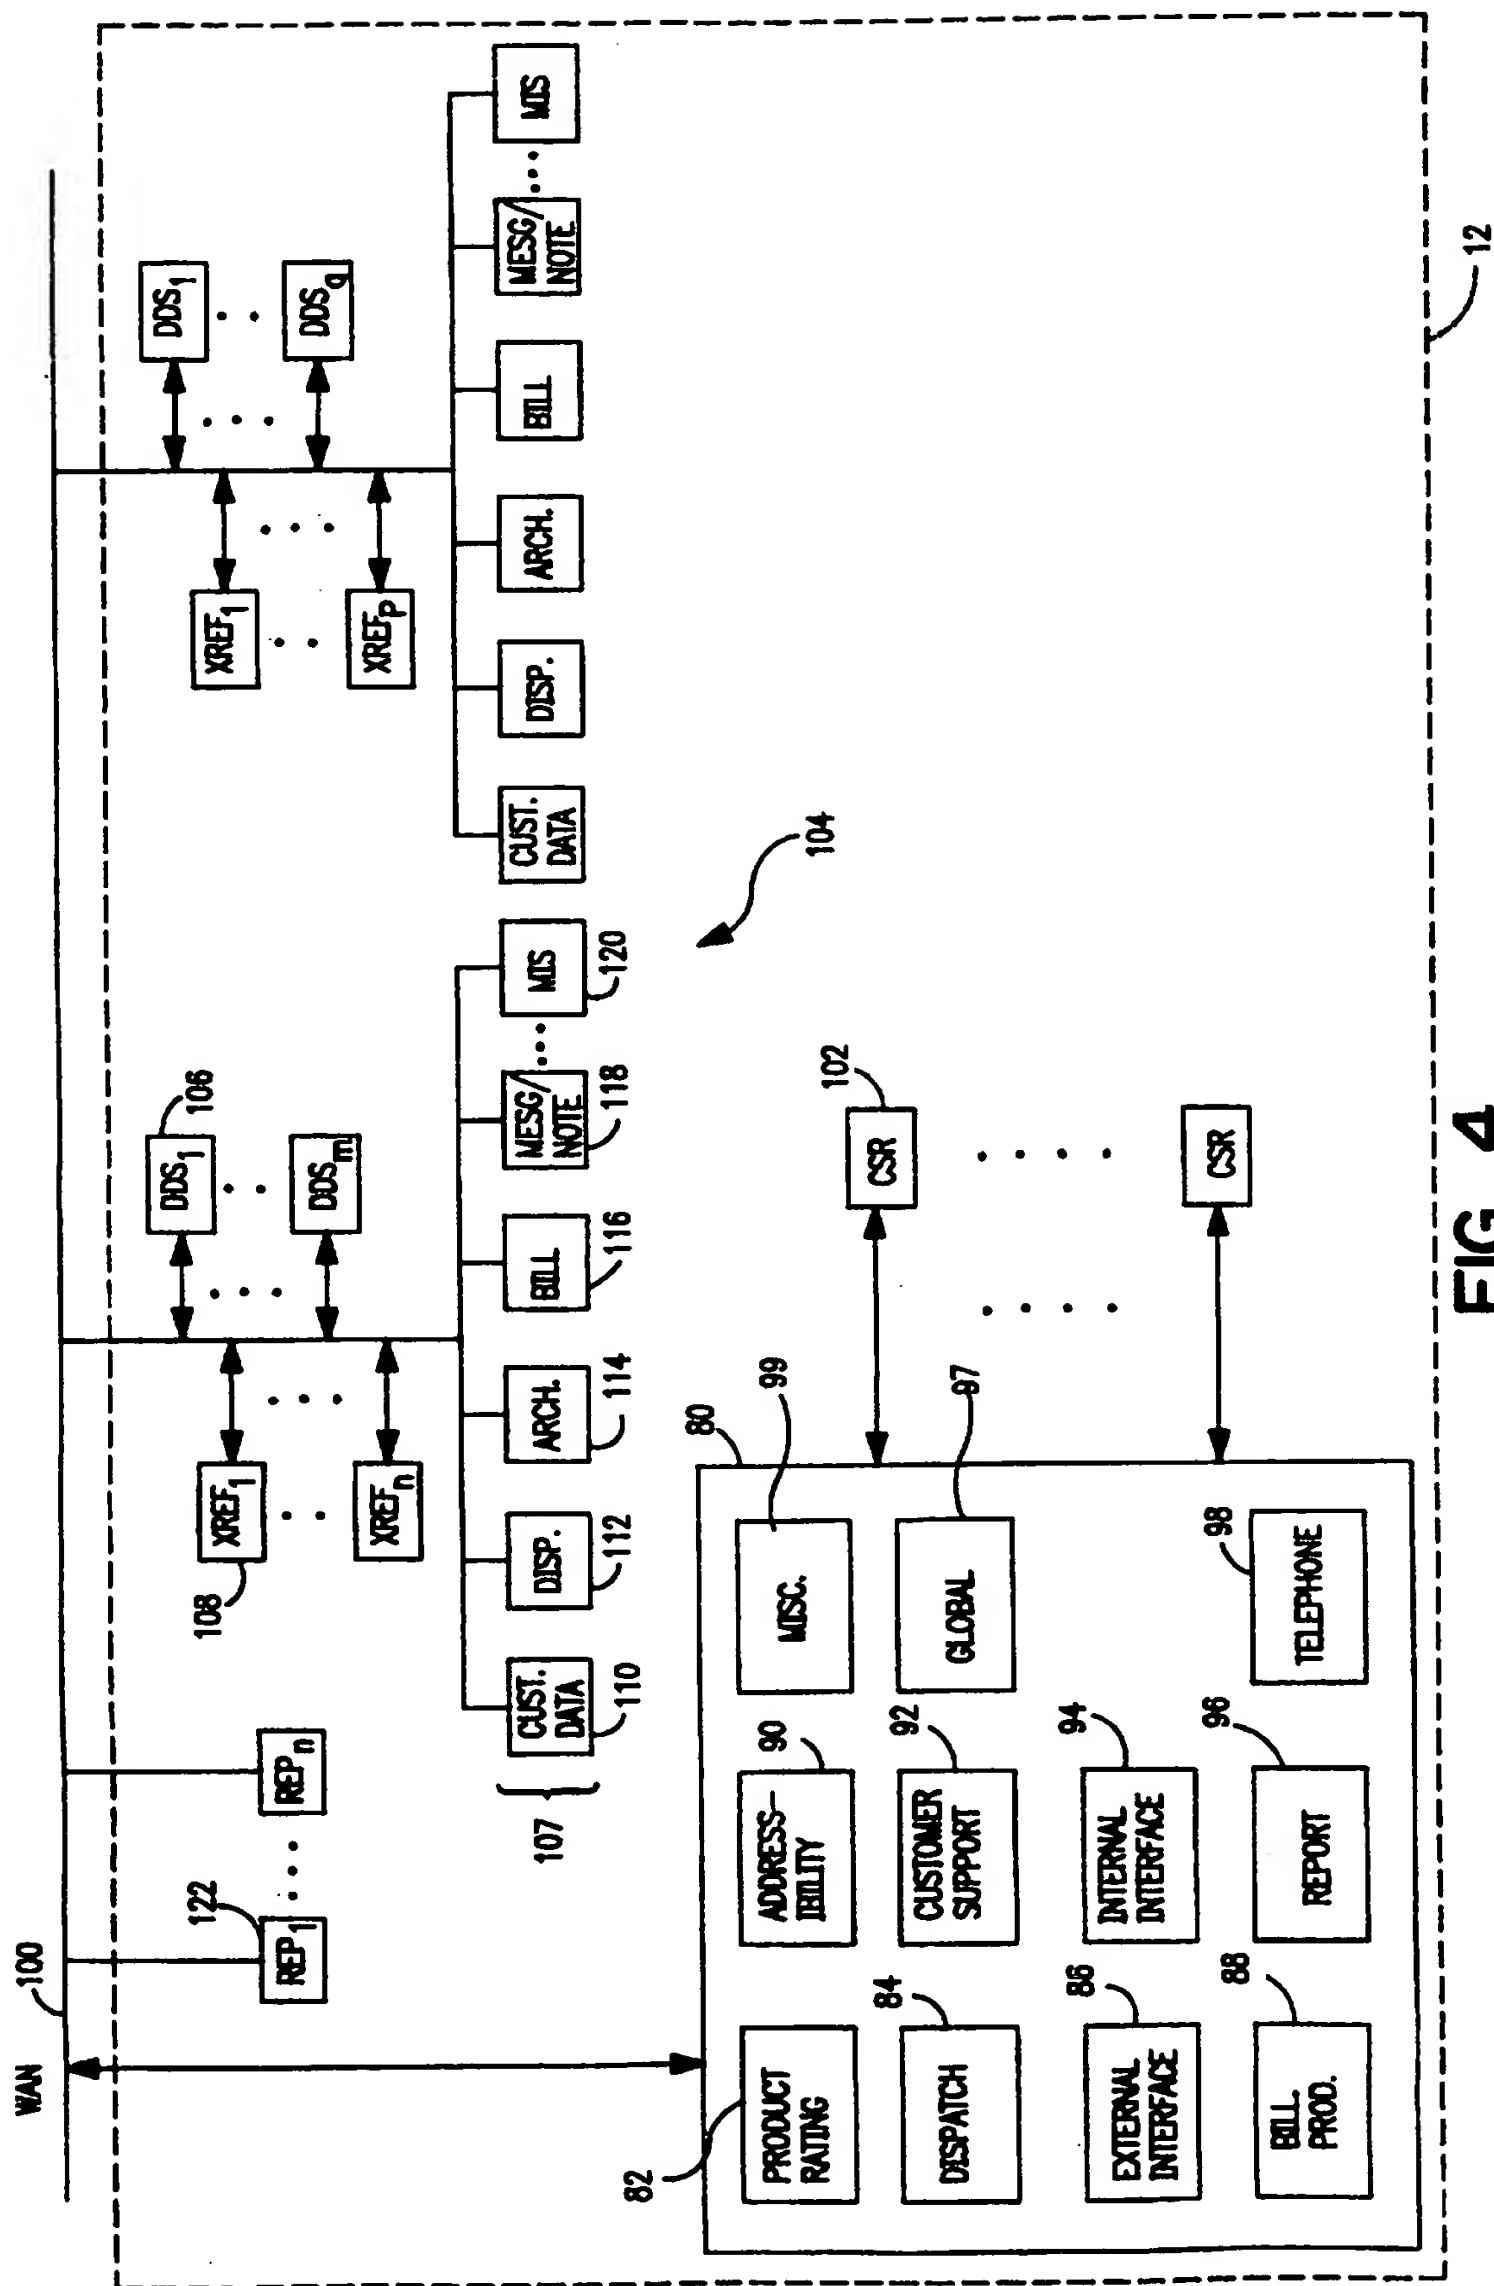 WAN
100
122
REP1
REPn
108
XREF1
XREFn
DDS1
106
DDSm
XREF1
XREFp
DDS1
DDSq
107
CUST.
DATA
110
DISP.
112
ARCH.
114
BILL
116
MESG/
NOTE
118
MIS
120
CUST.
DATA
DISP.
ARCH.
BILL
MESG/
NOTE
MIS
104
80
82
PRODUCT
RATING
90
ADDRESS-
IBILITY
MISC.
99
84
DISPATCH
92
CUSTOMER
SUPPORT
GLOBAL
97
86
EXTERNAL
INTERFACE
94
INTERNAL
INTERFACE
88
BILL.
PROD.
96
REPORT
98
TELEPHONE
102
CSR
CSR
12
FIG 4